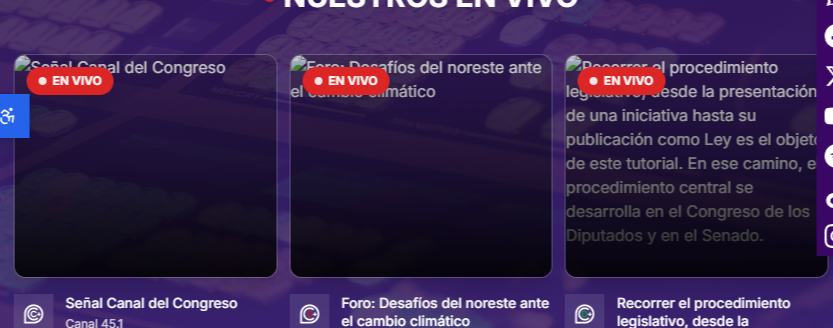 NUESTROS EN VIVO
Señal Canal del Congreso
EN VIVO
Foro: Desafíos del noreste ante
el cambio climático
EN VIVO
Recorrer el procedimiento
legislativo, desde la presentación
de una iniciativa hasta su
publicación como Ley es el objeto
de este tutorial. En ese camino, e
procedimiento central se
desarrolla en el Congreso de los
Diputados y en el Senado.
EN VIVO
Señal Canal del Congreso
Canal 45.1
Foro: Desafíos del noreste ante
el cambio climático
Recorrer el procedimiento
legislativo, desde la